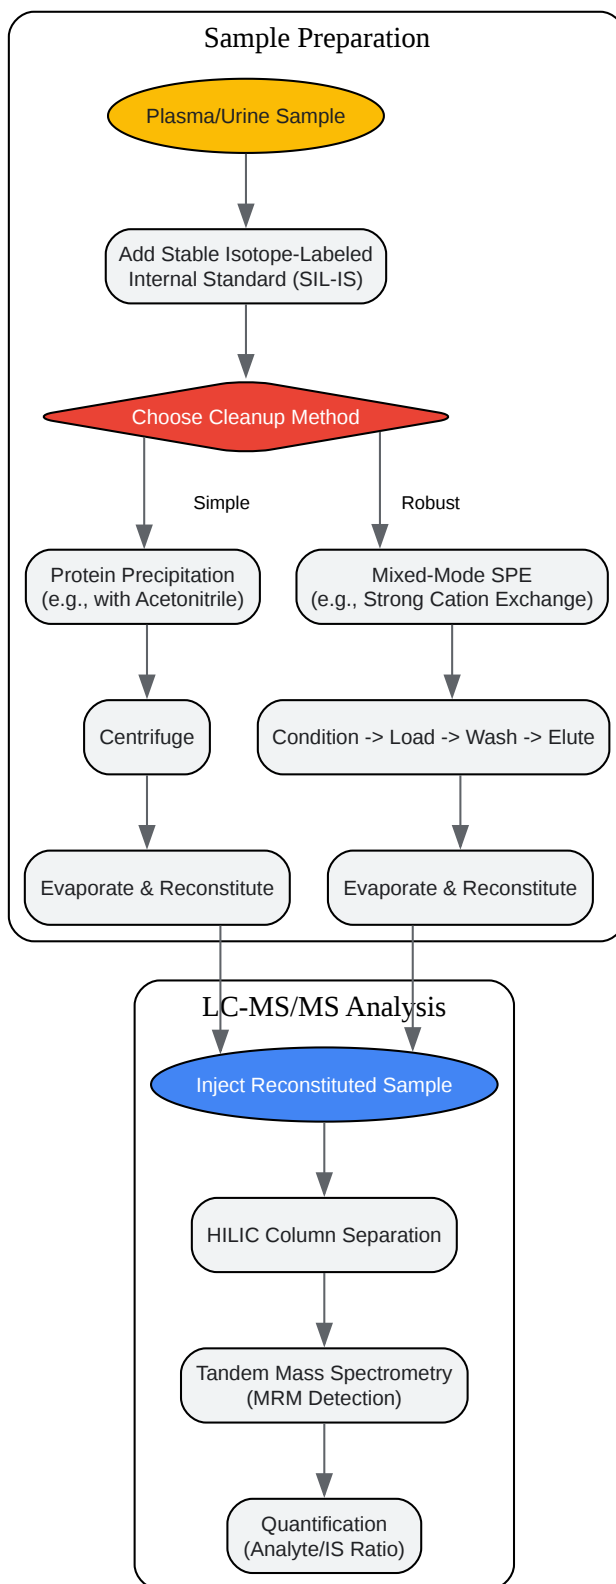 Sample Preparation
Plasma/Urine Sample
Add Stable Isotope-Labeled
Internal Standard (SIL-IS)
Choose Cleanup Method
Simple
Robust
Protein Precipitation
(e.g., with Acetonitrile)
Mixed-Mode SPE
(e.g., Strong Cation Exchange)
Centrifuge
Condition -> Load -> Wash -> Elute
Evaporate & Reconstitute
Evaporate & Reconstitute
LC-MS/MS Analysis
Inject Reconstituted Sample
HILIC Column Separation
Tandem Mass Spectrometry
(MRM Detection)
Quantification
(Analyte/IS Ratio)